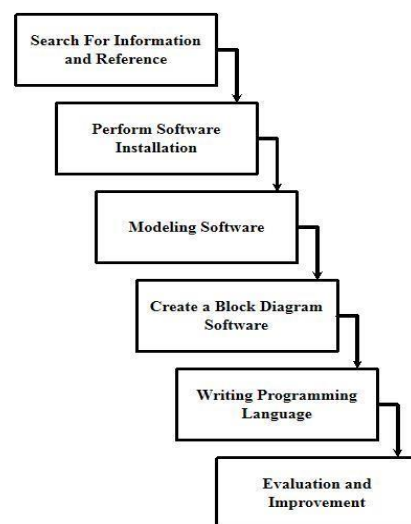 Search For Information
and Reference
Perform Software
Installation
Modeling Software
Create a Block Diagram
Software
Writing Programming
Language
Evaluation and
Improvement